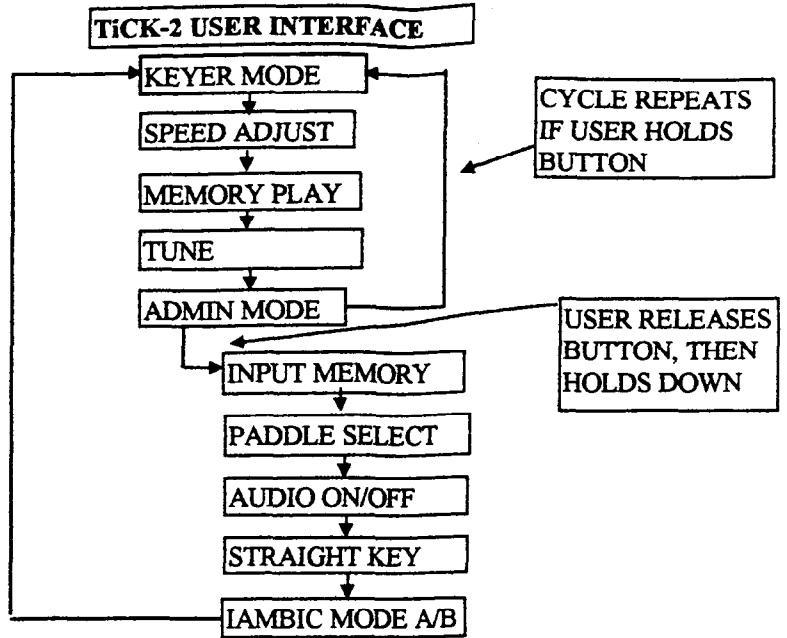 TiCK-2 USER INTERFACE
KEYER MODE
SPEED ADJUST
MEMORY PLAY
TUNE
ADMIN MODE
CYCLE REPEATS
IF USER HOLDS
BUTTON
USER RELEASES
BUTTON, THEN
HOLDS DOWN
INPUT MEMORY
PADDLE SELECT
AUDIO ON/OFF
STRAIGHT KEY
IAMBIC MODE A/B